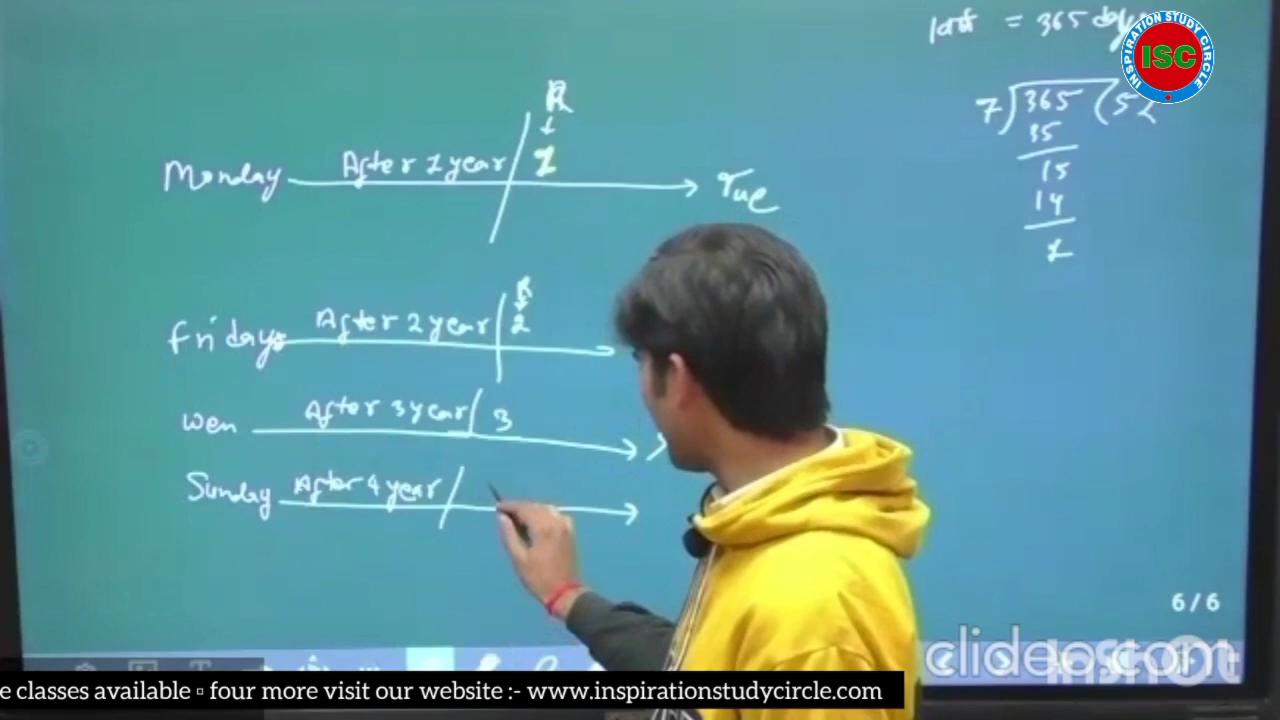 = 365 days
INSPIRATION STUDY CIRCLE
ISC
7) 365 (52
35
15
14
1
R
Monday After 1 year 1 Tue
R
Friday After 2 year 2
Wen After 3 year 3
Sunday After 4 year
6/6
e classes available ▫ four more visit our website :- www.inspirationstudycircle.com